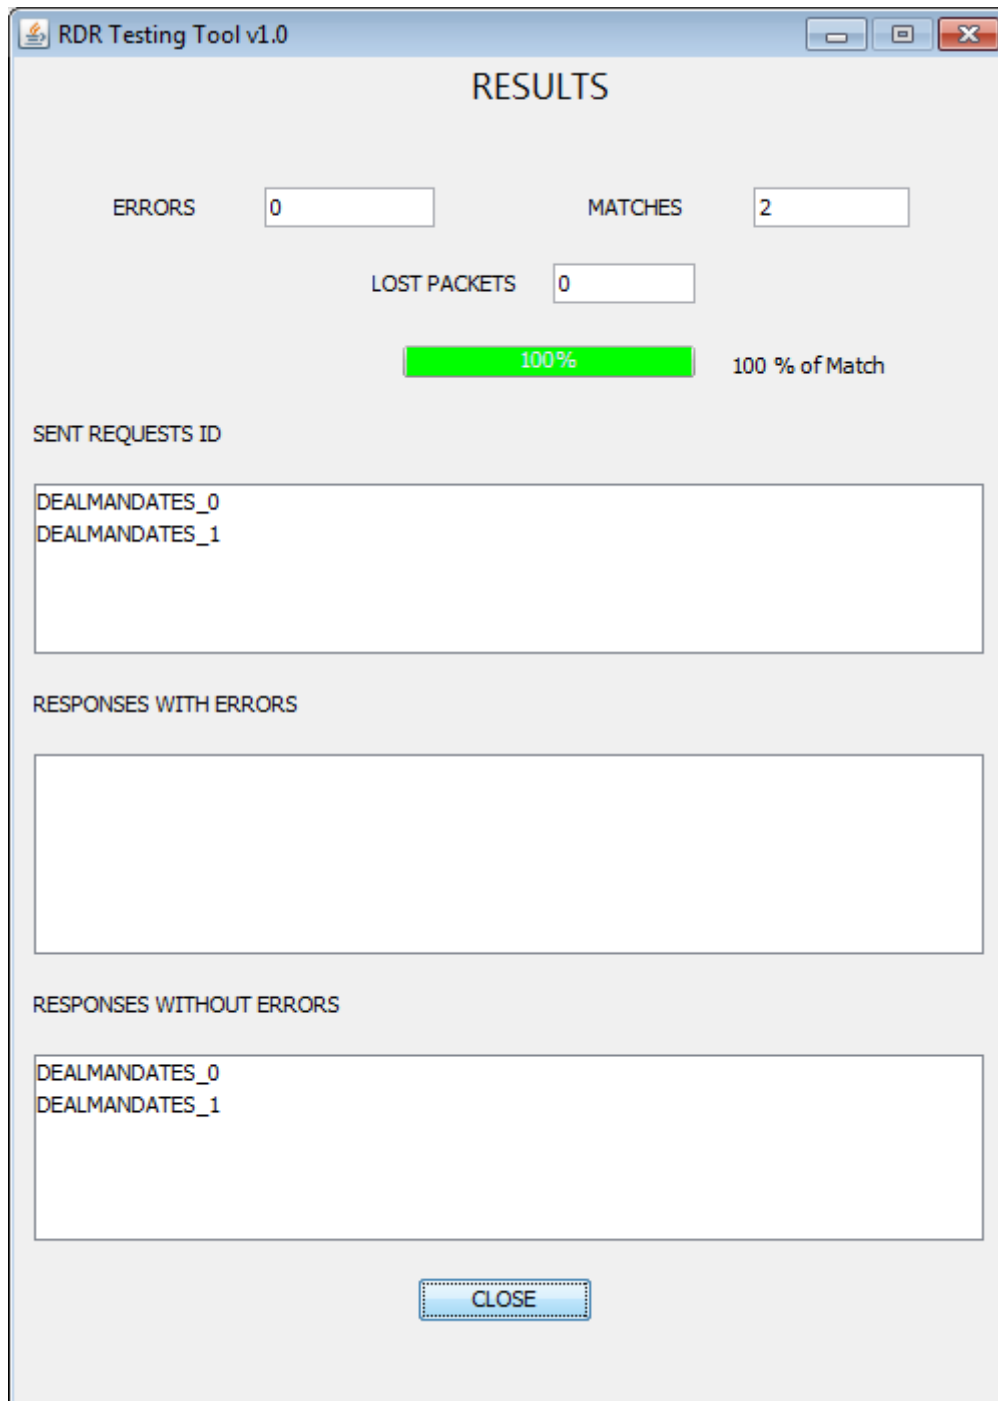 RDR Testing Tool v1.0
RESULTS
ERRORS 0 MATCHES 2
LOST PACKETS 0
100% 100 % of Match
SENT REQUESTS ID
DEALMANDATES_0
DEALMANDATES_1
RESPONSES WITH ERRORS
RESPONSES WITHOUT ERRORS
DEALMANDATES_0
DEALMANDATES_1
CLOSE